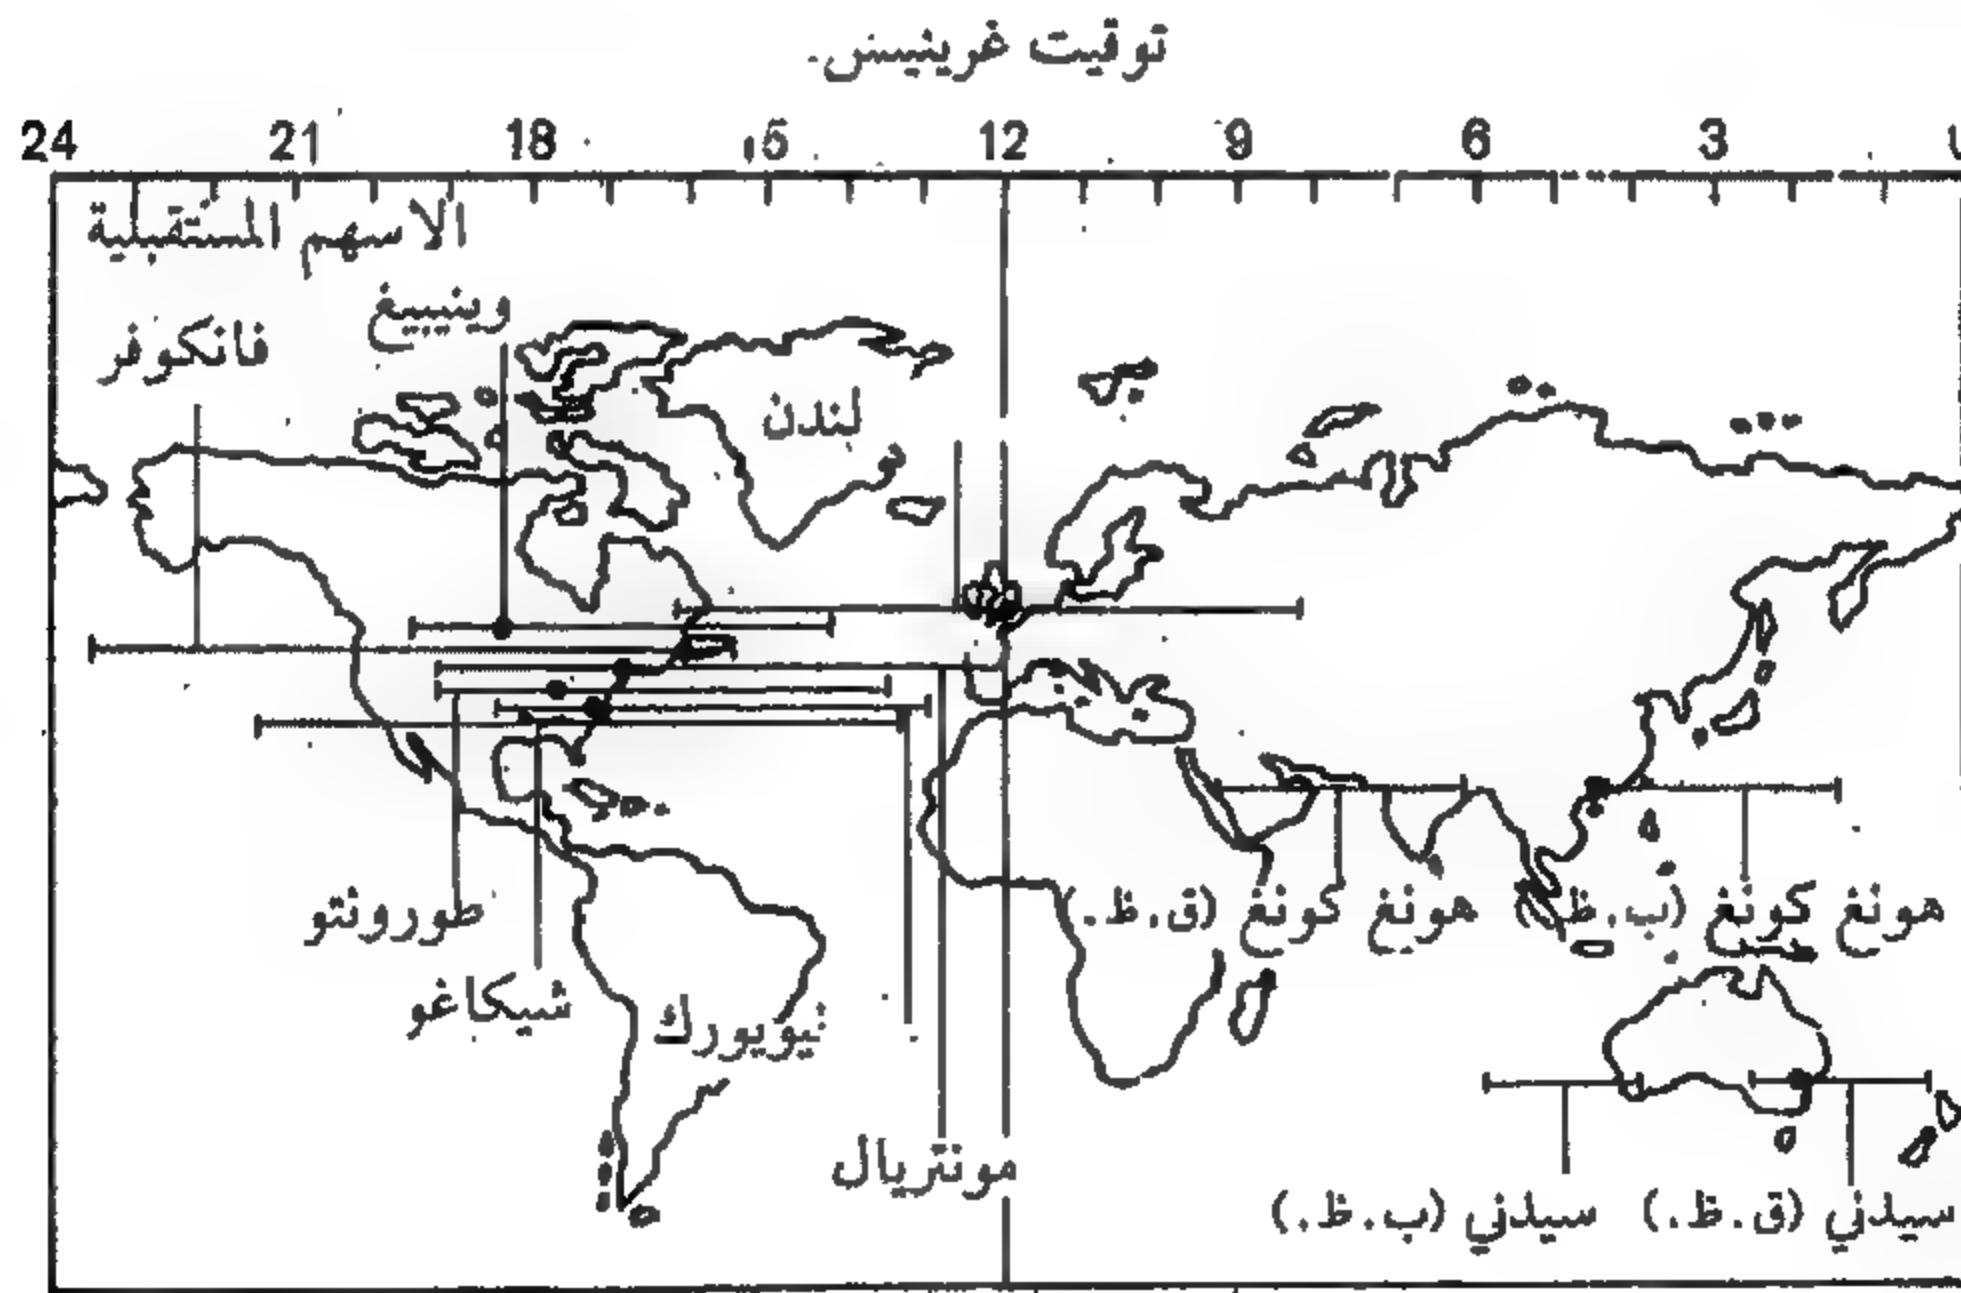 توقيت غرينيسن.
24 21 18 15 12 9 6 3
الاسهم المستقبلية
وينيبيغ
فانكوفر
لندن
هونغ كونغ (ب.ظ
هونغ كونغ (ق.ظ.)
طورونتو
شيكاغو
نيويورك
مونتريال
سيدني (ق.ظ.)
سيدني (ب.ظ.)